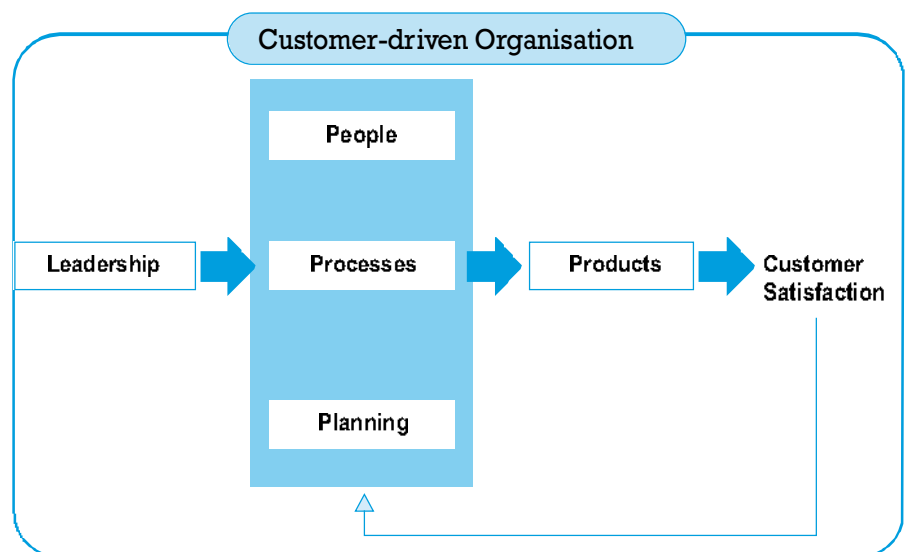 Customer-driven Organisation
People
Leadership
Processes
Products
Customer
Satisfaction
Planning